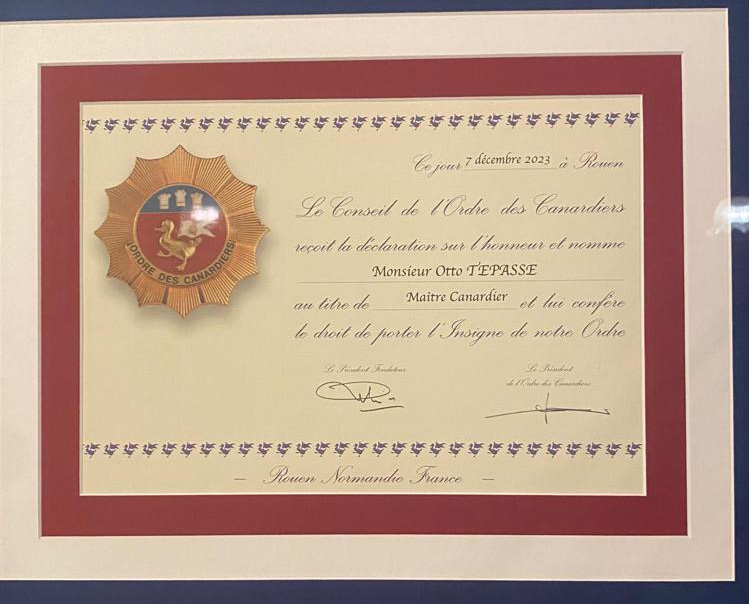 Ce jour 7 décembre 2023 à Rouen
Le Conseil de l'Ordre des Canardiers
reçoit la déclaration sur l'honneur et nomme
Monsieur Otto TEPASSE
au titre de Maître Canardier et lui confère
le droit de porter l'Insigne de notre Ordre
ORDRE DES CANARDIERS
Le Président Fondateur
Le Président
de l'Ordre des Canardiers
— Rouen Normandie France —